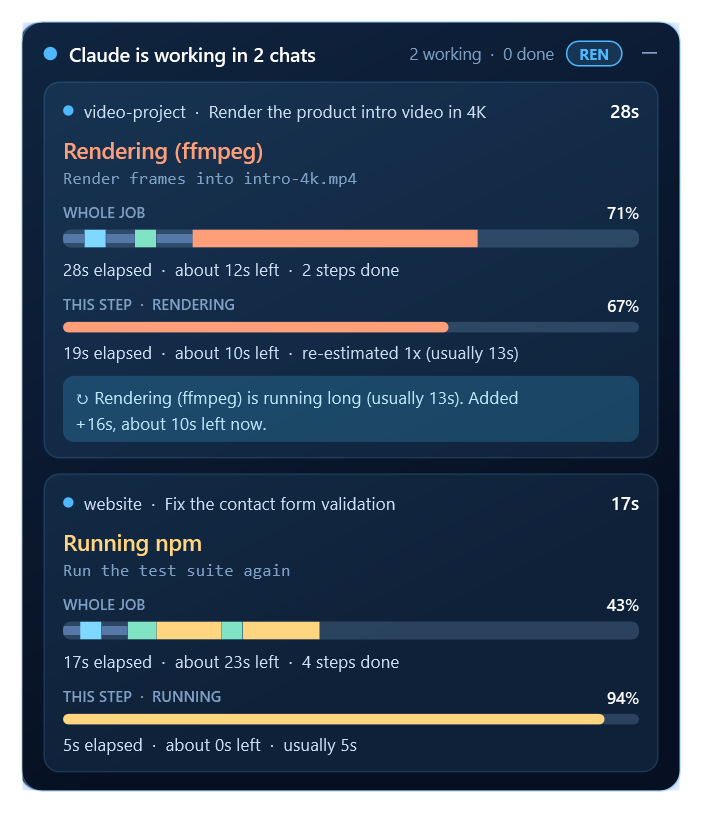 Claude is working in 2 chats 2 working · 0 done REN —
video-project · Render the product intro video in 4K 28s
Rendering (ffmpeg)
Render frames into intro-4k.mp4
WHOLE JOB 71%
28s elapsed · about 12s left · 2 steps done
THIS STEP · RENDERING 67%
19s elapsed · about 10s left · re-estimated 1x (usually 13s)
↻ Rendering (ffmpeg) is running long (usually 13s). Added
+16s, about 10s left now.
website · Fix the contact form validation 17s
Running npm
Run the test suite again
WHOLE JOB 43%
17s elapsed · about 23s left · 4 steps done
THIS STEP · RUNNING 94%
5s elapsed · about 0s left · usually 5s